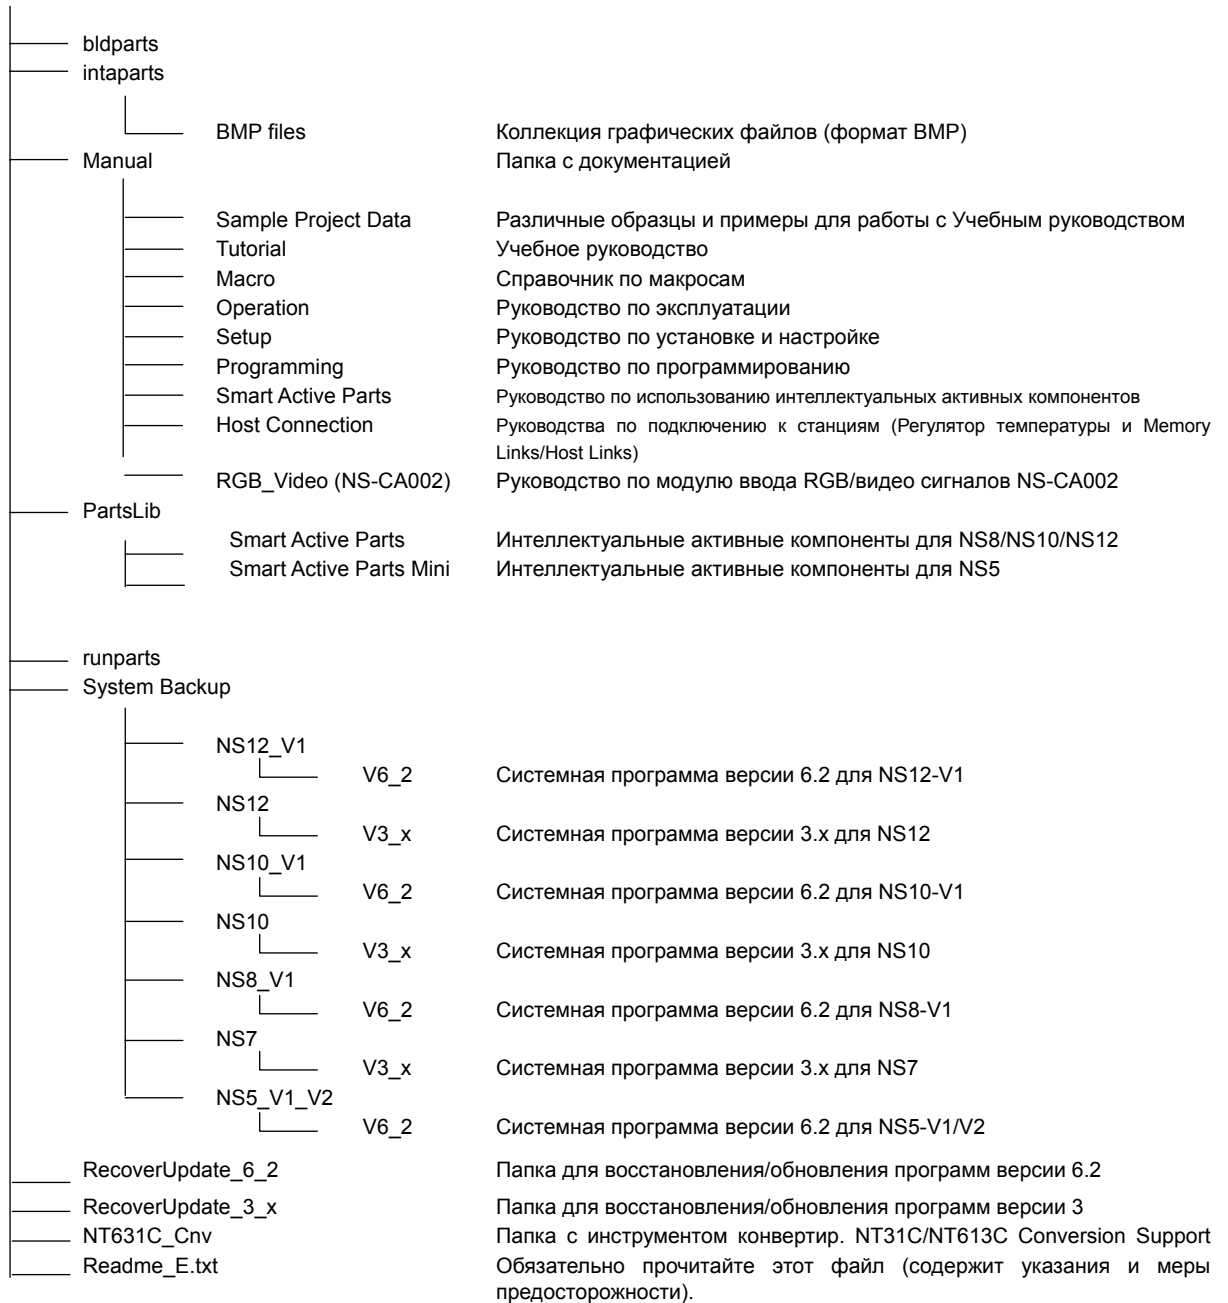 bldparts
intaparts
BMP files Коллекция графических файлов (формат BMP)
Manual Папка с документацией
Sample Project Data Различные образцы и примеры для работы с Учебным руководством
Tutorial Учебное руководство
Macro Справочник по макросам
Operation Руководство по эксплуатации
Setup Руководство по установке и настройке
Programming Руководство по программированию
Smart Active Parts Руководство по использованию интеллектуальных активных компонентов
Host Connection Руководства по подключению к станциям (Регулятор температуры и Memory
Links/Host Links)
RGB_Video (NS-CA002) Руководство по модулю ввода RGB/видео сигналов NS-CA002
PartsLib
Smart Active Parts Интеллектуальные активные компоненты для NS8/NS10/NS12
Smart Active Parts Mini Интеллектуальные активные компоненты для NS5
runparts
System Backup
NS12_V1
V6_2 Системная программа версии 6.2 для NS12-V1
NS12
V3_x Системная программа версии 3.x для NS12
NS10_V1
V6_2 Системная программа версии 6.2 для NS10-V1
NS10
V3_x Системная программа версии 3.x для NS10
NS8_V1
V6_2 Системная программа версии 6.2 для NS8-V1
NS7
V3_x Системная программа версии 3.x для NS7
NS5_V1_V2
V6_2 Системная программа версии 6.2 для NS5-V1/V2
RecoverUpdate_6_2 Папка для восстановления/обновления программ версии 6.2
RecoverUpdate_3_x Папка для восстановления/обновления программ версии 3
NT631C_Cnv Папка с инструментом конвертир. NT31C/NT613C Conversion Support
Readme_E.txt Обязательно прочитайте этот файл (содержит указания и меры
предосторожности).